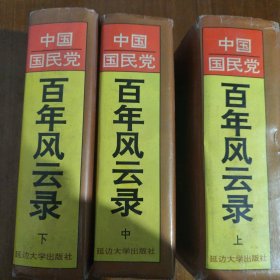 中国
国民党
百年风云录
下
延边大学出版社
中国
国民党
百年风云录
中
延边大学出版社
中国
国民党
百年风云录
上
延边大学出版社